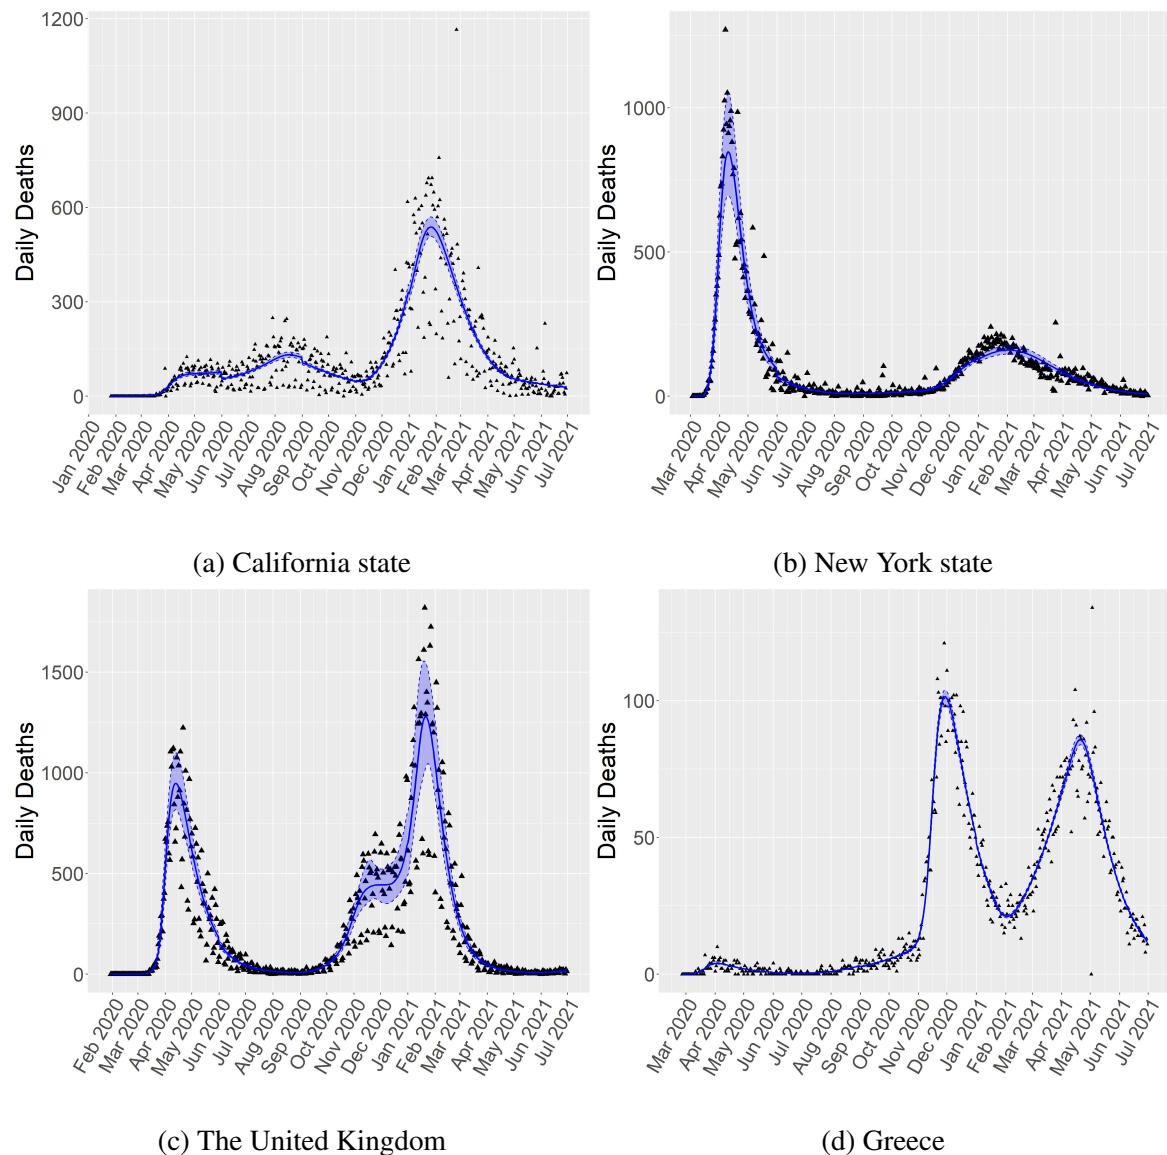 1200
900
600
300
0
Daily Deaths
Jan 2020
Feb 2020
Mar 2020
Apr 2020
May 2020
Jun 2020
Jul 2020
Aug 2020
Sep 2020
Oct 2020
Nov 2020
Dec 2020
Jan 2021
Feb 2021
Mar 2021
Apr 2021
May 2021
Jun 2021
Jul 2021
(a) California state
1000
500
0
Daily Deaths
Mar 2020
Apr 2020
May 2020
Jun 2020
Jul 2020
Aug 2020
Sep 2020
Oct 2020
Nov 2020
Dec 2020
Jan 2021
Feb 2021
Mar 2021
Apr 2021
May 2021
Jun 2021
Jul 2021
(b) New York state
1500
1000
500
0
Daily Deaths
Feb 2020
Mar 2020
Apr 2020
May 2020
Jun 2020
Jul 2020
Aug 2020
Sep 2020
Oct 2020
Nov 2020
Dec 2020
Jan 2021
Feb 2021
Mar 2021
Apr 2021
May 2021
Jun 2021
Jul 2021
(c) The United Kingdom
100
50
0
Daily Deaths
Mar 2020
Apr 2020
May 2020
Jun 2020
Jul 2020
Aug 2020
Sep 2020
Oct 2020
Nov 2020
Dec 2020
Jan 2021
Feb 2021
Mar 2021
Apr 2021
May 2021
Jun 2021
Jul 2021
(d) Greece